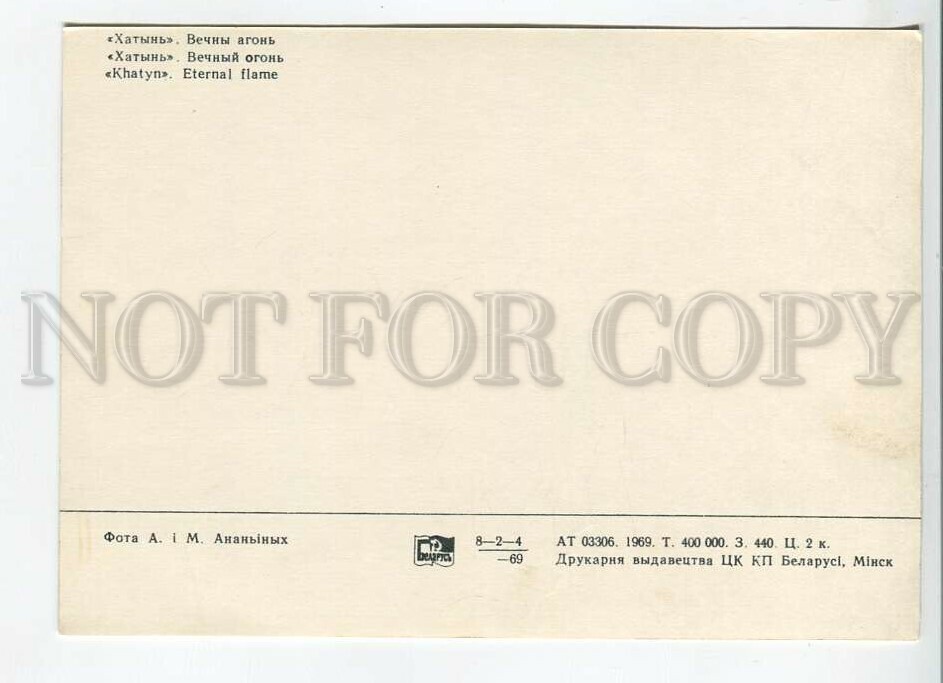 «Хатынь». Вечны агонь
«Хатынь». Вечный огонь
«Khatyn». Eternal flame
NOT FOR COPY
Фота А. і М. Ананьіных
БЕЛАРУСЬ
8—2—4
—69
АТ 03306. 1969. Т. 400 000. З. 440. Ц. 2 к.
Друкарня выдавецтва ЦК КП Беларусі, Мінск